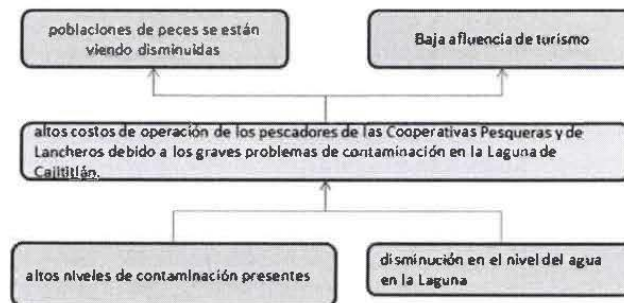 poblaciones de peces se están
viendo disminuidas
Baja afluencia de turismo
altos costos de operación de los pescadores de las Cooperativas Pesqueras y de
Lancheros debido a los graves problemas de contaminación en la Laguna de
Cajititlán.
altos niveles de contaminación presentes
disminución en el nivel del agua
en la Laguna